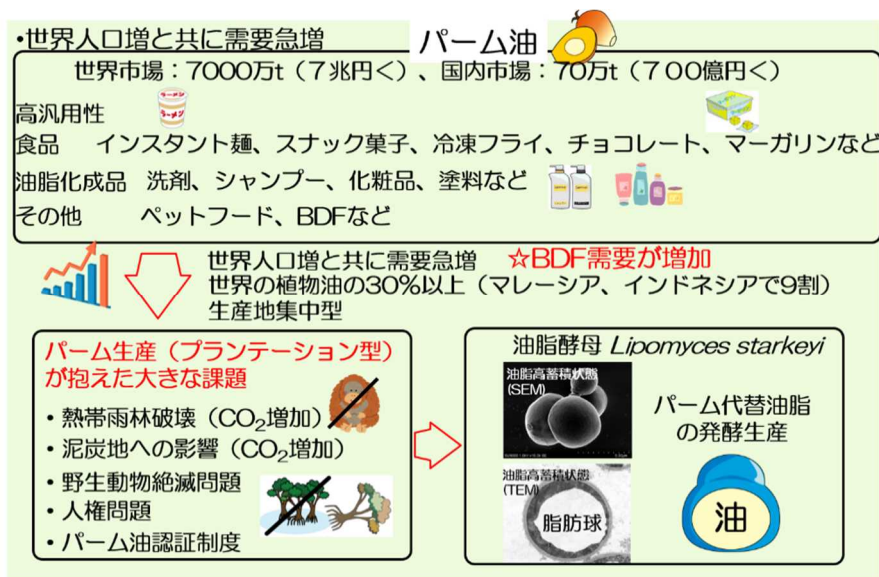 ・世界人口増と共に需要急増
パーム油
世界市場：7000万t（７兆円く）、国内市場：70万t（７００億円く）
高汎用性
ラーメン
ラーメン
食品 インスタント麺、スナック菓子、冷凍フライ、チョコレート、マーガリンなど
油脂化成品 洗剤、シャンプー、化粧品、塗料など
その他 ペットフード、BDFなど
世界人口増と共に需要急増 ☆BDF需要が増加
世界の植物油の30%以上（マレーシア、インドネシアで9割）
生産地集中型
パーム生産（プランテーション型）
が抱えた大きな課題
・熱帯雨林破壊（CO2増加）
・泥炭地への影響（CO2増加）
・野生動物絶滅問題
・人権問題
・パーム油認証制度
油脂酵母 Lipomyces starkeyi
油脂高蓄積状態
(SEM)
パーム代替油脂
の発酵生産
油脂高蓄積状態
(TEM)
脂肪球
油